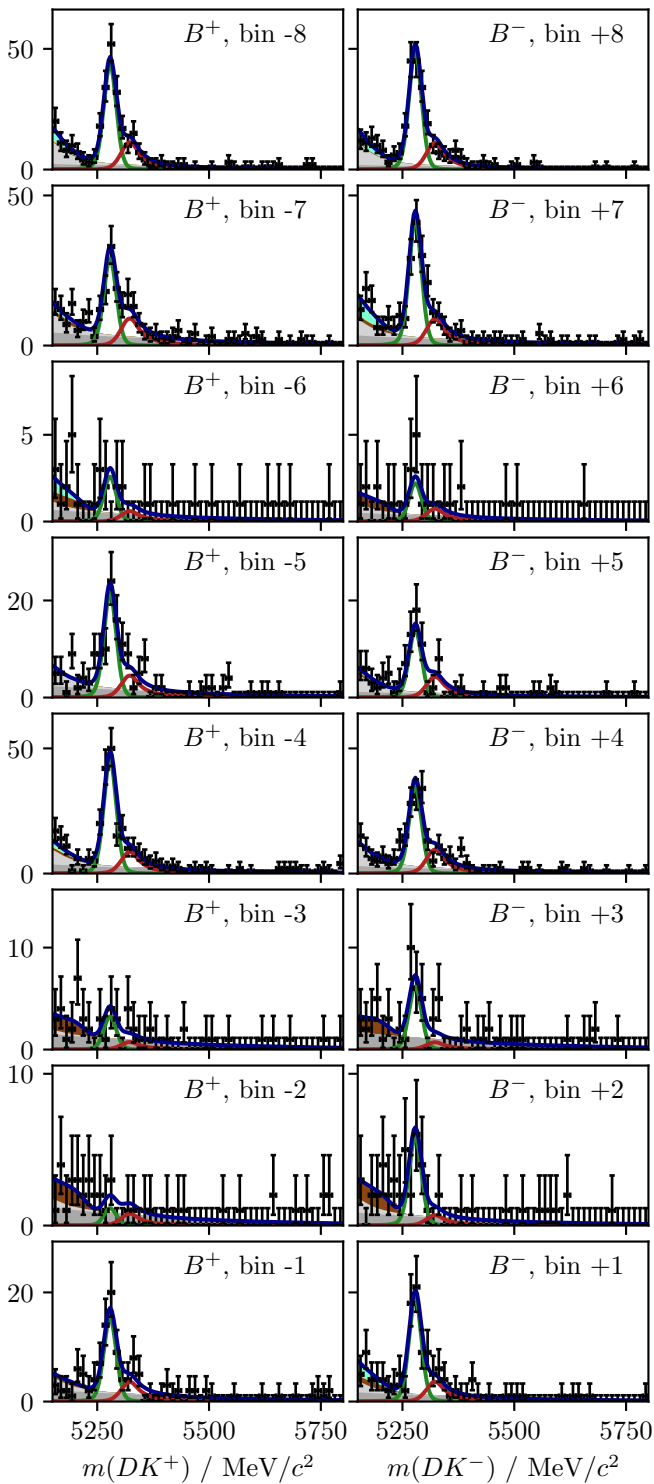 B⁺, bin -8 B⁻, bin +8
50
0
B⁺, bin -7 B⁻, bin +7
50
0
B⁺, bin -6 B⁻, bin +6
5
0
B⁺, bin -5 B⁻, bin +5
20
0
B⁺, bin -4 B⁻, bin +4
50
0
B⁺, bin -3 B⁻, bin +3
10
0
10
B⁺, bin -2 B⁻, bin +2
0
B⁺, bin -1 B⁻, bin +1
20
0
5250 5500 5750 5250 5500 5750
m(DK⁺) / MeV/c² m(DK⁻) / MeV/c²